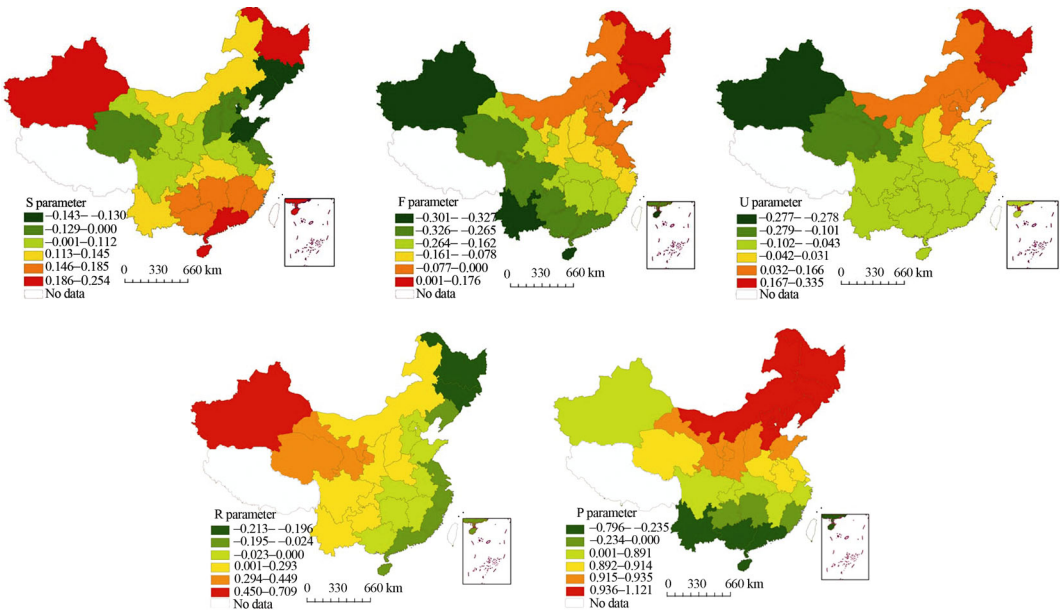 S parameter
−0.143– −0.130
−0.129–0.000
−0.001–0.112
0.113–0.145
0.146–0.185
0.186–0.254
No data
0 330 660 km
F parameter
−0.301– −0.327
−0.326– −0.265
−0.264– −0.162
−0.161– −0.078
−0.077–0.000
0.001–0.176
No data
0 330 660 km
U parameter
−0.277– −0.278
−0.279– −0.101
−0.102– −0.043
−0.042–0.031
0.032–0.166
0.167–0.335
No data
0 330 660 km
R parameter
−0.213– −0.196
−0.195– −0.024
−0.023–0.000
0.001–0.293
0.294–0.449
0.450–0.709
No data
0 330 660 km
P parameter
−0.796– −0.235
−0.234–0.000
0.001–0.891
0.892–0.914
0.915–0.935
0.936–1.121
No data
0 330 660 km